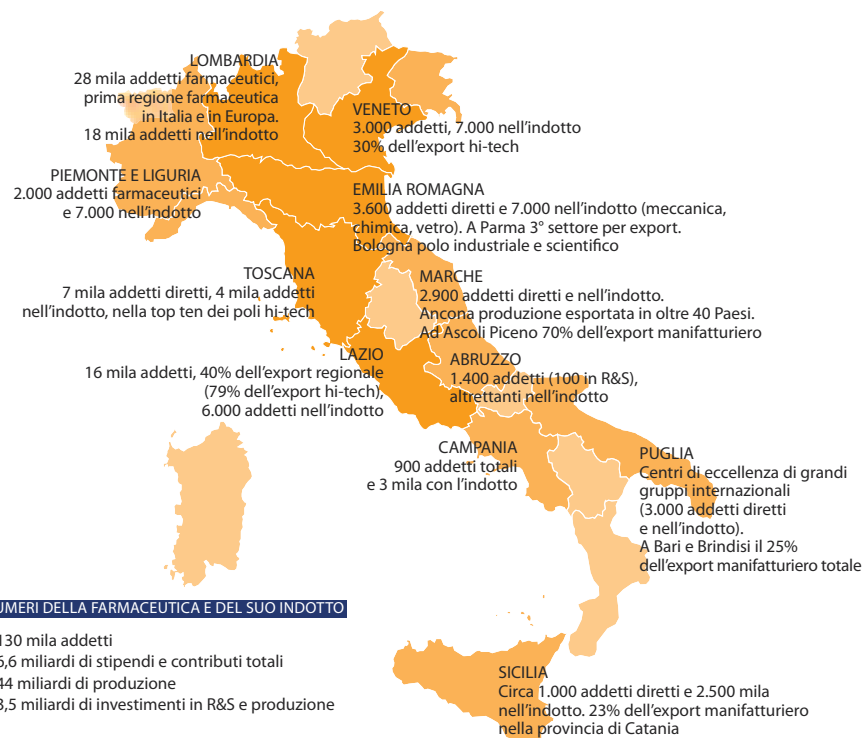 LOMBARDIA
28 mila addetti farmaceutici,
prima regione farmaceutica
in Italia e in Europa.
18 mila addetti nell'indotto
VENETO
3.000 addetti, 7.000 nell'indotto
30% dell'export hi-tech
PIEMONTE E LIGURIA
2.000 addetti farmaceutici
e 7.000 nell'indotto
EMILIA ROMAGNA
3.600 addetti diretti e 7.000 nell'indotto (meccanica,
chimica, vetro). A Parma 3° settore per export.
Bologna polo industriale e scientifico
TOSCANA
7 mila addetti diretti, 4 mila addetti
nell'indotto, nella top ten dei poli hi-tech
MARCHE
2.900 addetti diretti e nell'indotto.
Ancona produzione esportata in oltre 40 Paesi.
Ad Ascoli Piceno 70% dell'export manifatturiero
LAZIO
16 mila addetti, 40% dell'export regionale
(79% dell'export hi-tech),
6.000 addetti nell'indotto
ABRUZZO
1.400 addetti (100 in R&S),
altrettanti nell'indotto
CAMPANIA
900 addetti totali
e 3 mila con l'indotto
PUGLIA
Centri di eccellenza di grandi
gruppi internazionali
(3.000 addetti diretti
e nell'indotto).
A Bari e Brindisi il 25%
dell'export manifatturiero totale
UMERI DELLA FARMACEUTICA E DEL SUO INDOTTO
130 mila addetti
6,6 miliardi di stipendi e contributi totali
44 miliardi di produzione
3,5 miliardi di investimenti in R&S e produzione
SICILIA
Circa 1.000 addetti diretti e 2.500 mila
nell'indotto. 23% dell'export manifatturiero
nella provincia di Catania